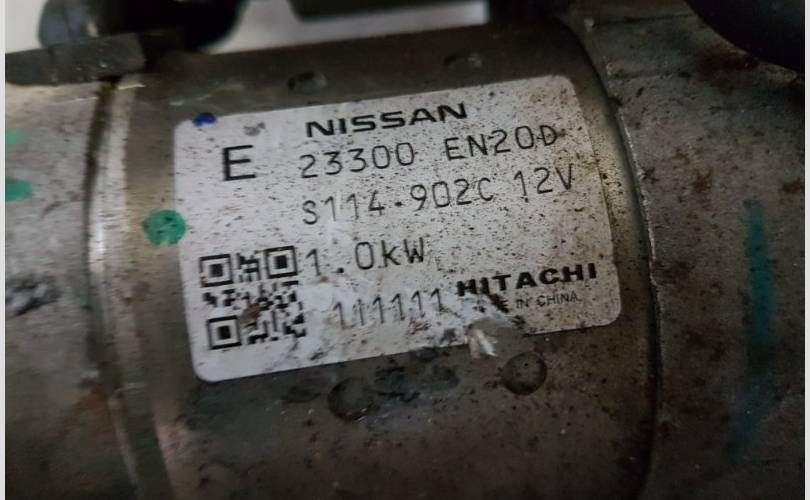 NISSAN
E 23300 EN20D
S114-902C 12V
1.0kW
111111 HITACHI
IN CHINA